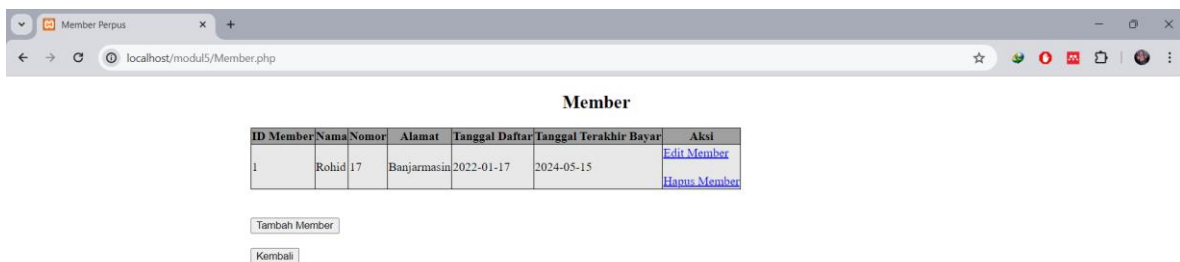 Member Perpus
localhost/modul5/Member.php
Member
ID Member Nama Nomor Alamat Tanggal Daftar Tanggal Terakhir Bayar Aksi
1 Rohid 17 Banjarmasin 2022-01-17 2024-05-15 Edit Member
Hapus Member
Tambah Member
Kembali